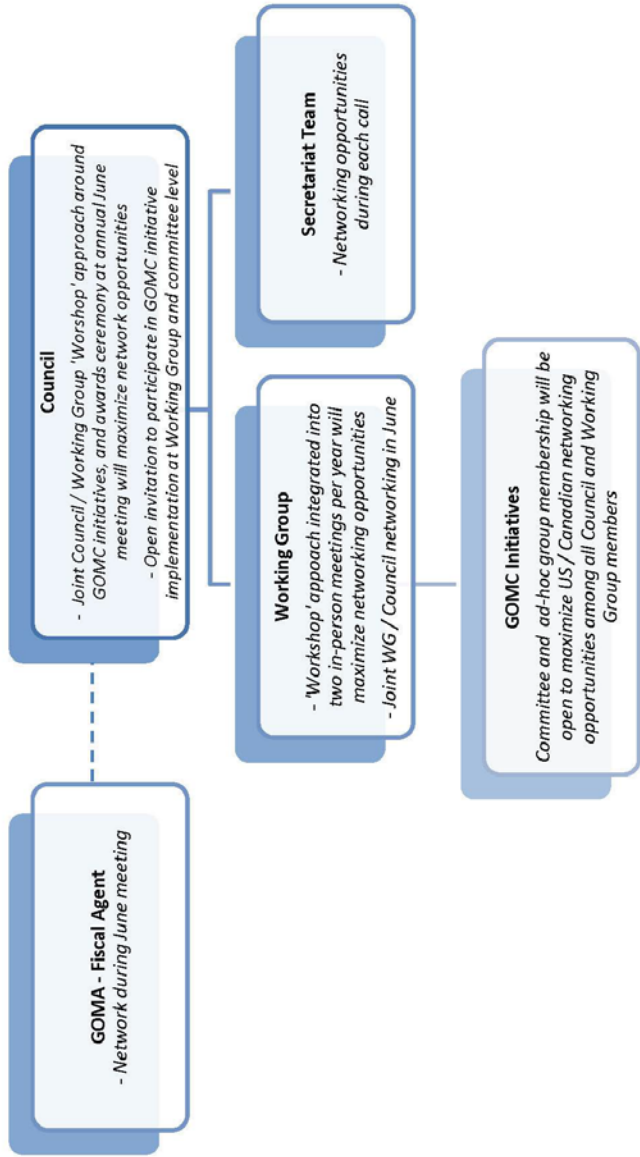 Council
- Joint Council / Working Group 'Worshop' approach around
GOMC initiatives, and awards ceremony at annual June
meeting will maximize network opportunities
- Open invitation to participate in GOMC initiative
implementation at Working Group and committee level
GOMA - Fiscal Agent
- Network during June meeting
Working Group
- 'Workshop' appoach integrated into
two in-person meetings per year will
maximize networking opportunities
- Joint WG / Council networking in June
Secretariat Team
- Networking opportunities
during each call
GOMC Initiatives
Committee and ad-hoc group membership will be
open to maximize US / Canadian networking
opportunities among all Council and Working
Group members